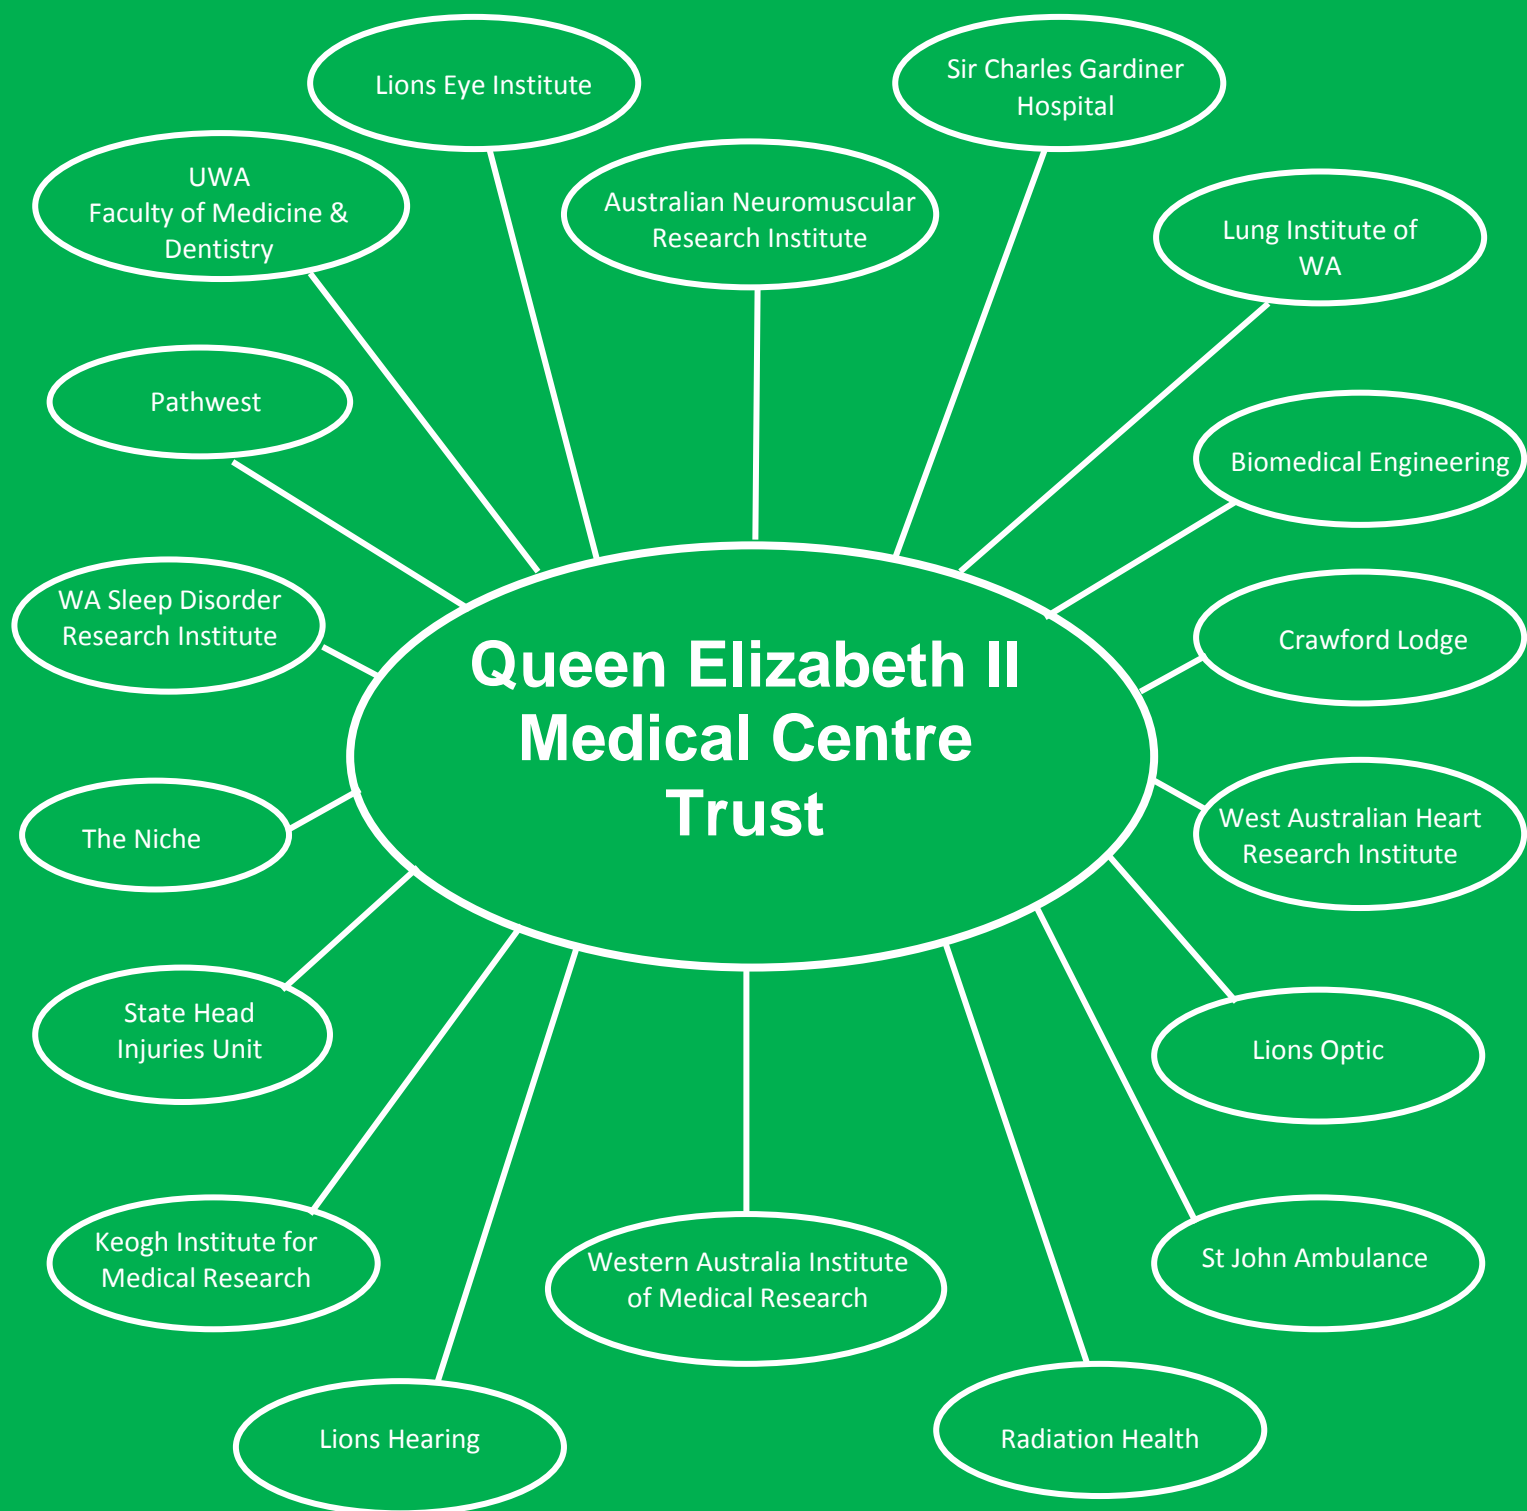 Lions Eye Institute
Sir Charles Gardiner
Hospital
UWA
Faculty of Medicine &
Dentistry
Australian Neuromuscular
Research Institute
Lung Institute of
WA
Pathwest
Biomedical Engineering
WA Sleep Disorder
Research Institute
Crawford Lodge
Queen Elizabeth II
Medical Centre
Trust
The Niche
West Australian Heart
Research Institute
State Head
Injuries Unit
Lions Optic
Keogh Institute for
Medical Research
Western Australia Institute
of Medical Research
St John Ambulance
Lions Hearing
Radiation Health